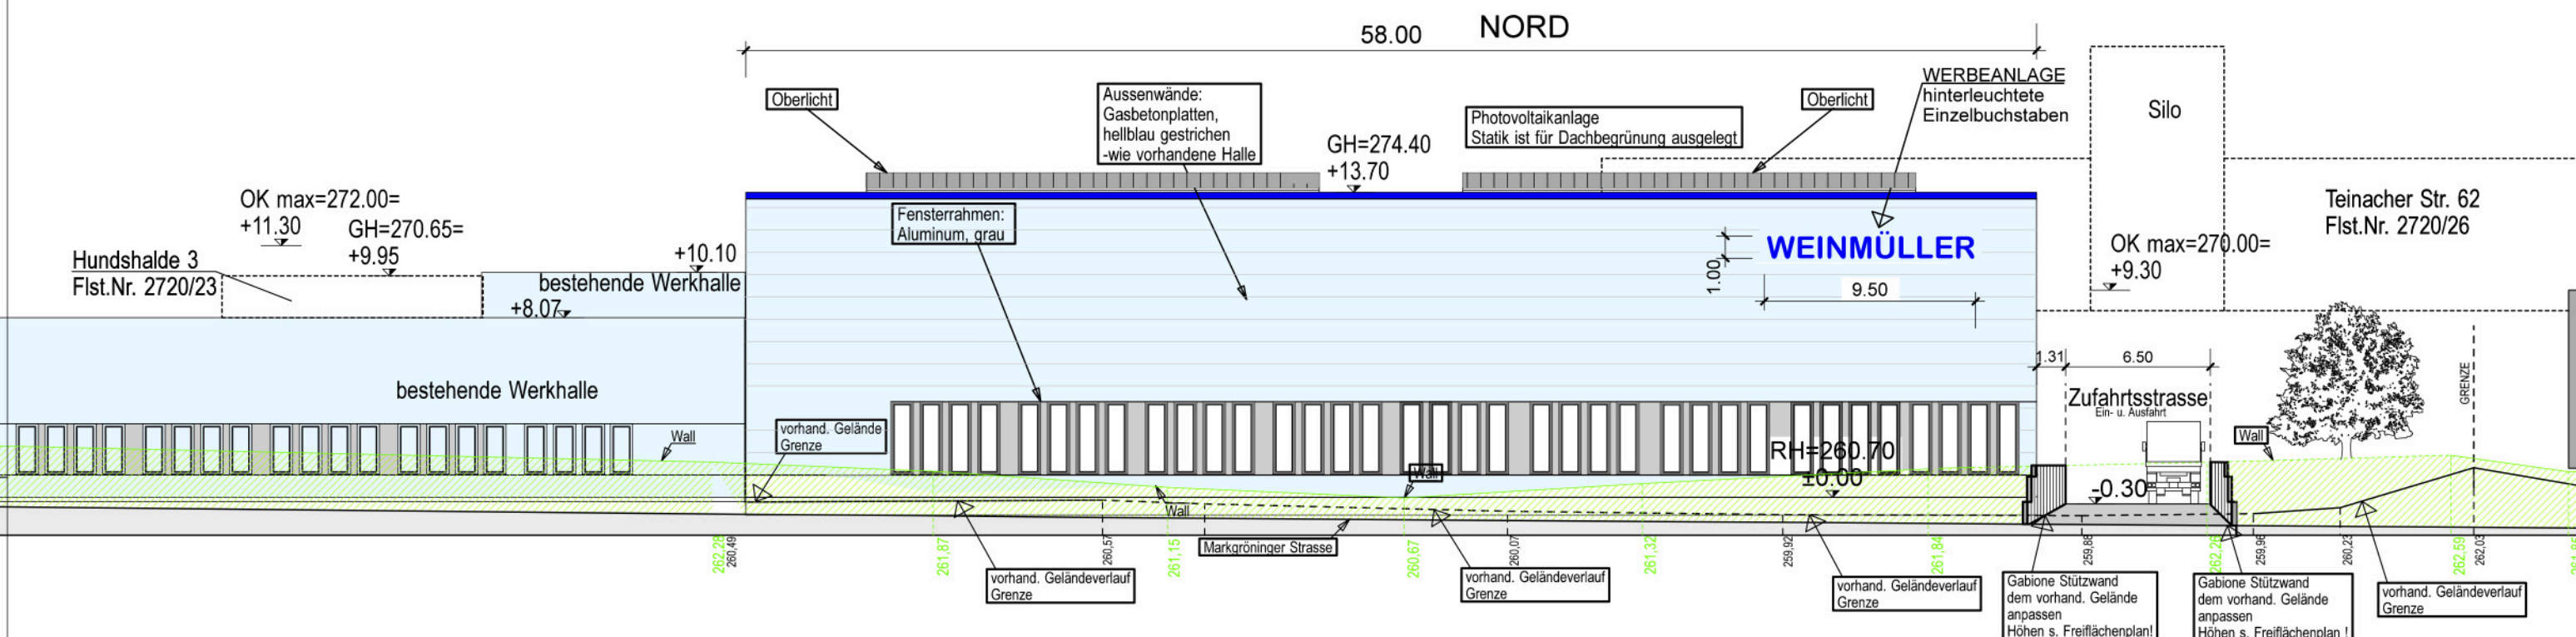 58.00
NORD
Oberlicht
Aussenwände:
Gasbetonplatten,
hellblau gestrichen
-wie vorhandene Halle
GH=274.40
+13.70
Photovoltaikanlage
Statik ist für Dachbegrünung ausgelegt
Oberlicht
WERBEANLAGE
hinterleuchtete
Einzelbuchstaben
Silo
OK max=272.00=
+11.30
GH=270.65=
+9.95
Hundshalde 3
Flst.Nr. 2720/23
+10.10
bestehende Werkhalle
+8.07
Fensterrahmen:
Aluminum, grau
WEINMÜLLER
1.00
9.50
Teinacher Str. 62
Flst.Nr. 2720/26
OK max=270.00=
+9.30
bestehende Werkhalle
1.31
6.50
Zufahrtsstrasse
Ein- u. Ausfahrt
GRENZE
Wall
vorhand. Gelände
Grenze
RH=260.70
±0.00
Wall
Wall
-0.30
Wall
Markgröninger Strasse
262,28
260,49
261,87
260,57
261,15
260,67
260,07
261,32
259,92
261,84
259,88
262,26
259,96
260,23
262,59
262,03
vorhand. Geländeverlauf
Grenze
vorhand. Geländeverlauf
Grenze
vorhand. Geländeverlauf
Grenze
Gabione Stützwand
dem vorhand. Gelände
anpassen
Höhen s. Freiflächenplan!
Gabione Stützwand
dem vorhand. Gelände
anpassen
Höhen s. Freiflächenplan !
vorhand. Geländeverlauf
Grenze